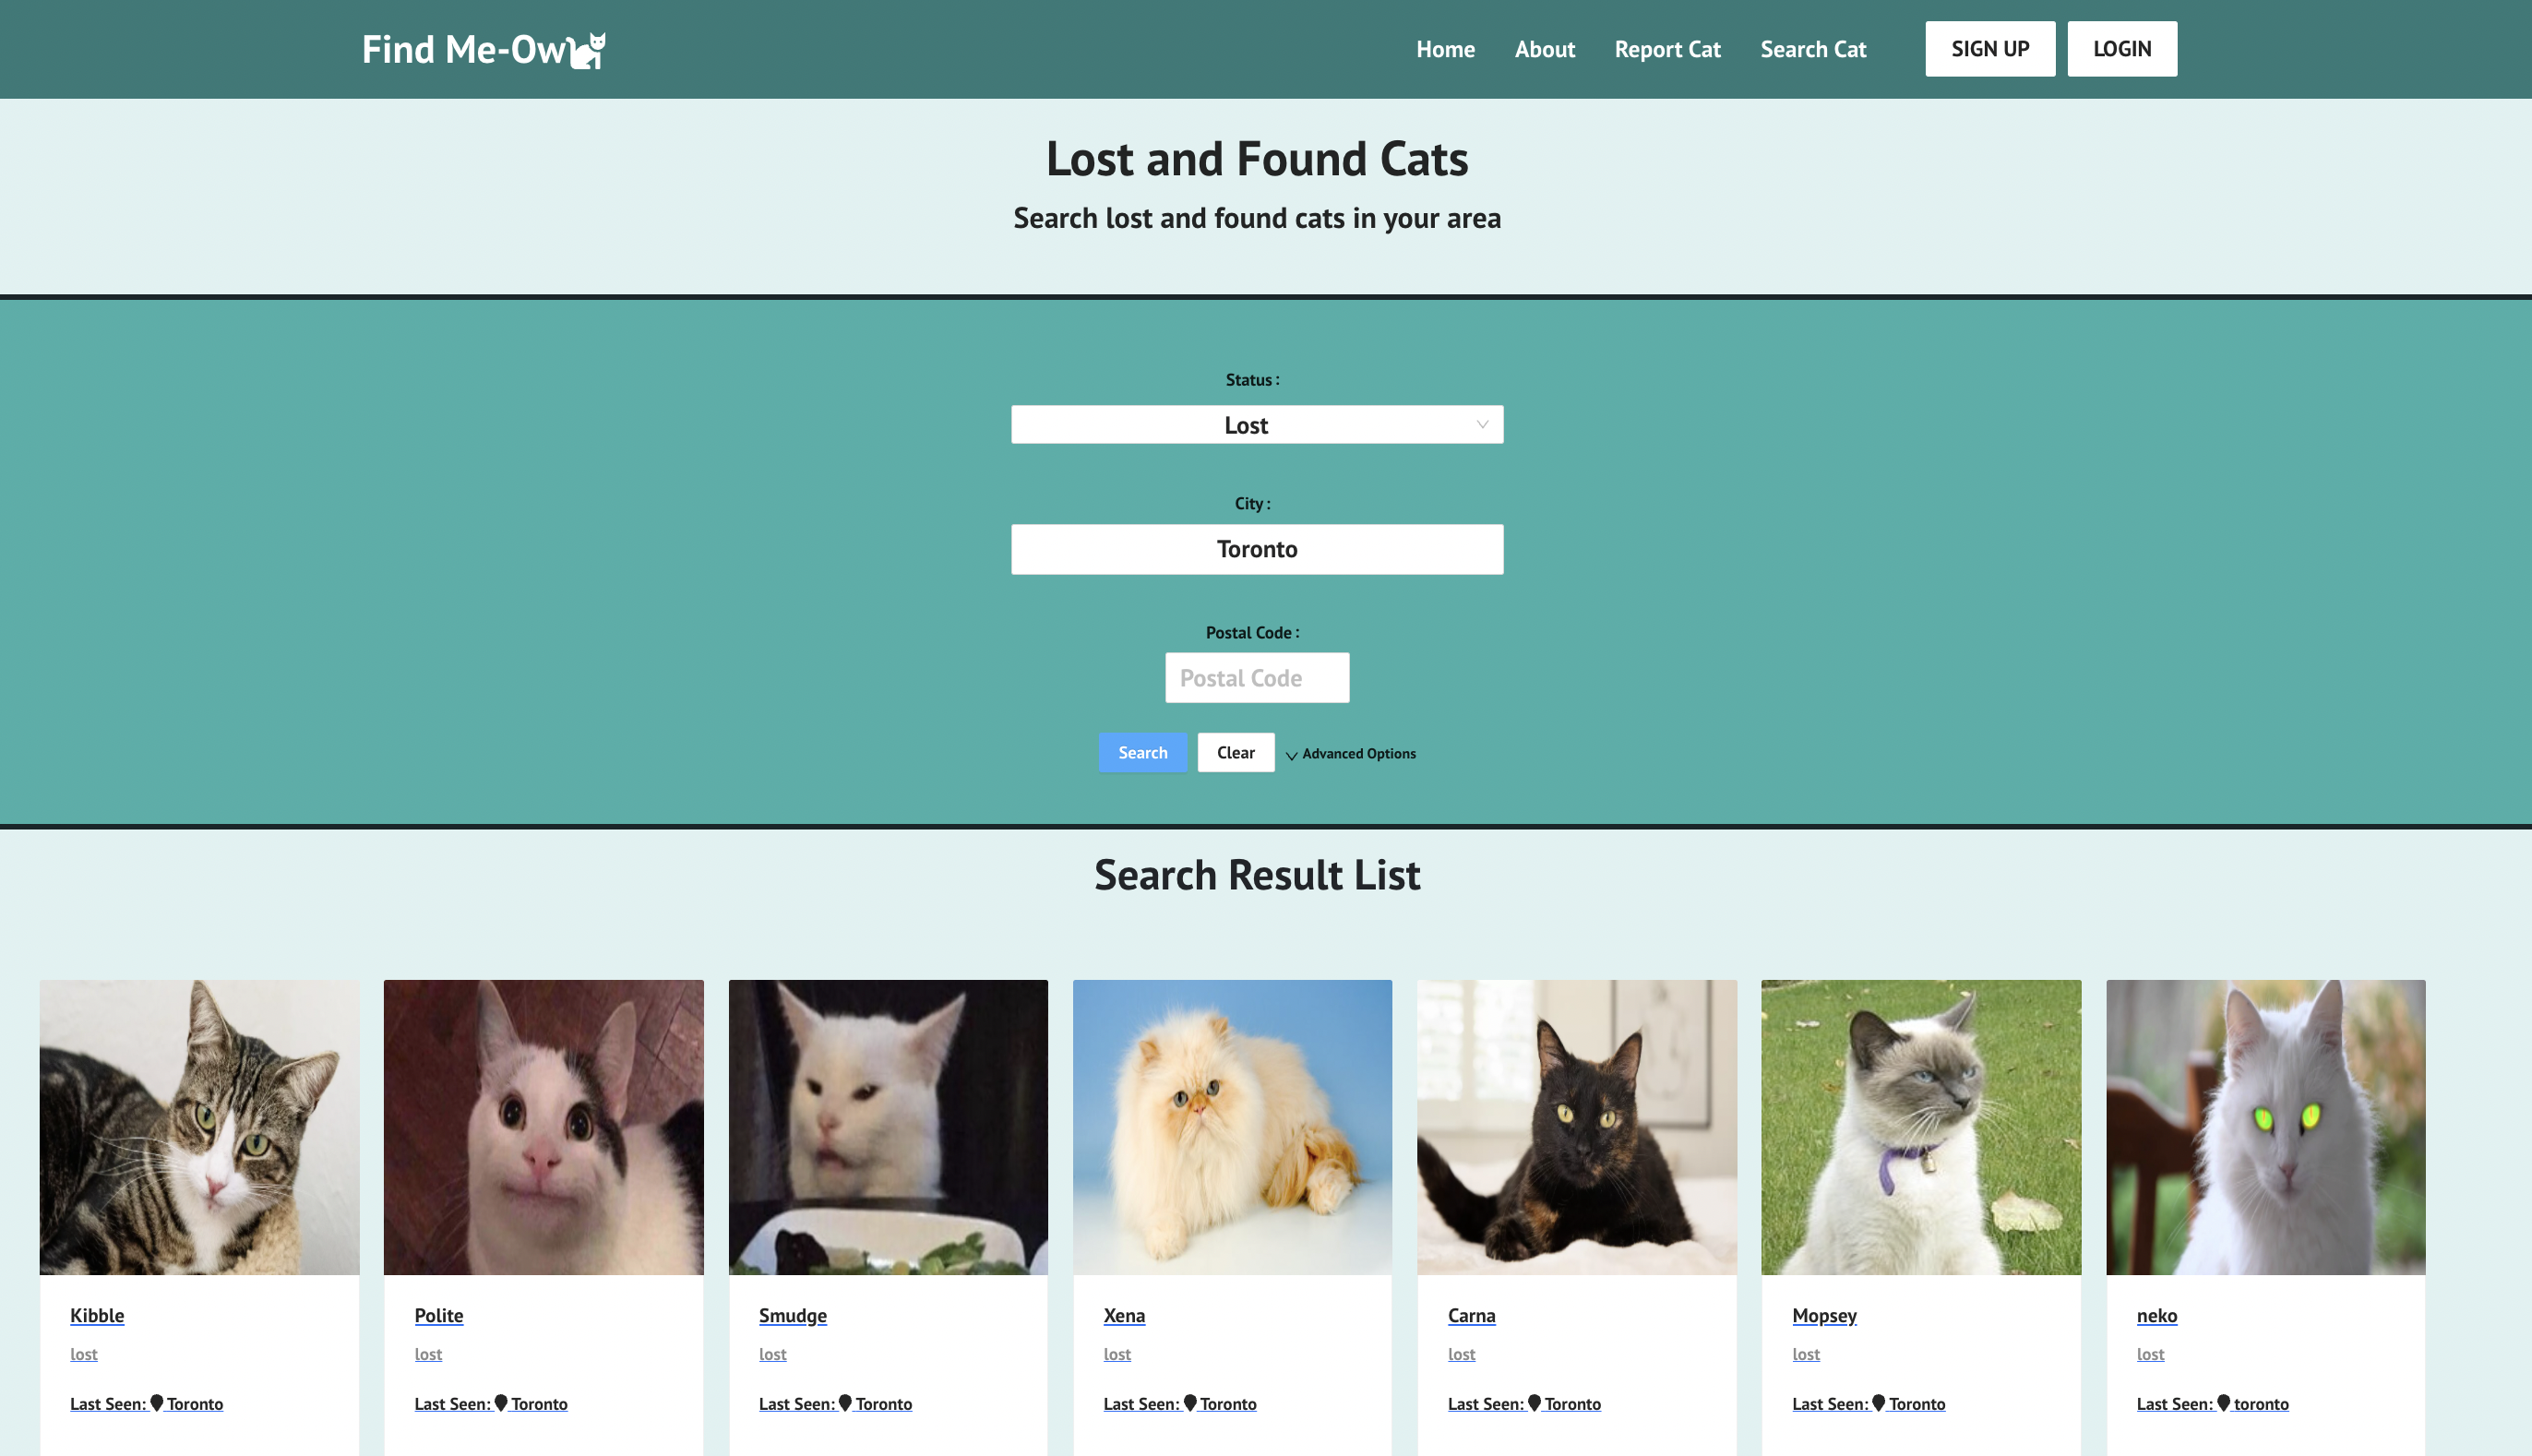 Find Me-Ow
Home About Report Cat Search Cat SIGN UP LOGIN
Lost and Found Cats
Search lost and found cats in your area
Status :
Lost
City :
Toronto
Postal Code :
Postal Code
Search Clear Advanced Options
Search Result List
Kibble
lost
Last Seen: Toronto
Polite
lost
Last Seen: Toronto
Smudge
lost
Last Seen: Toronto
Xena
lost
Last Seen: Toronto
Carna
lost
Last Seen: Toronto
Mopsey
lost
Last Seen: Toronto
neko
lost
Last Seen: toronto